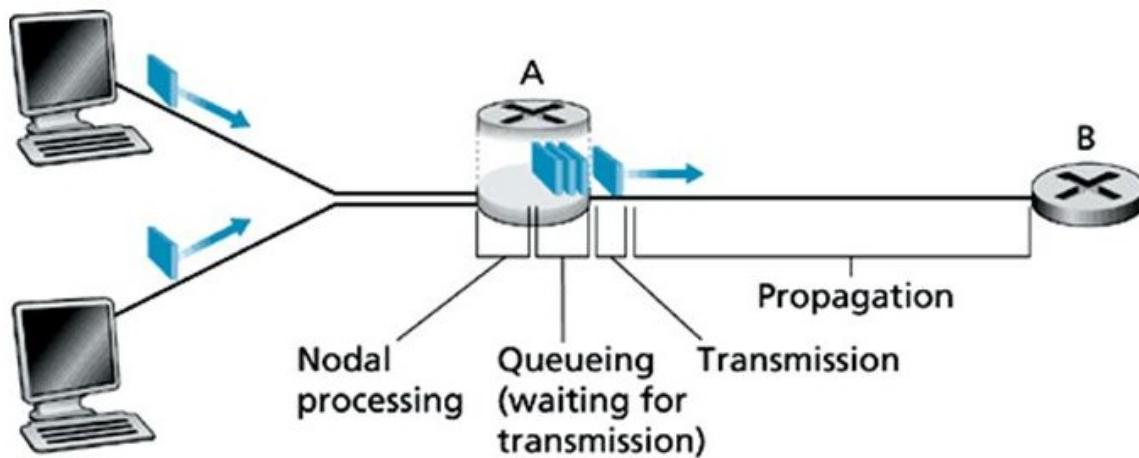 A
B
Propagation
Nodal
processing
Queueing
(waiting for
transmission)
Transmission